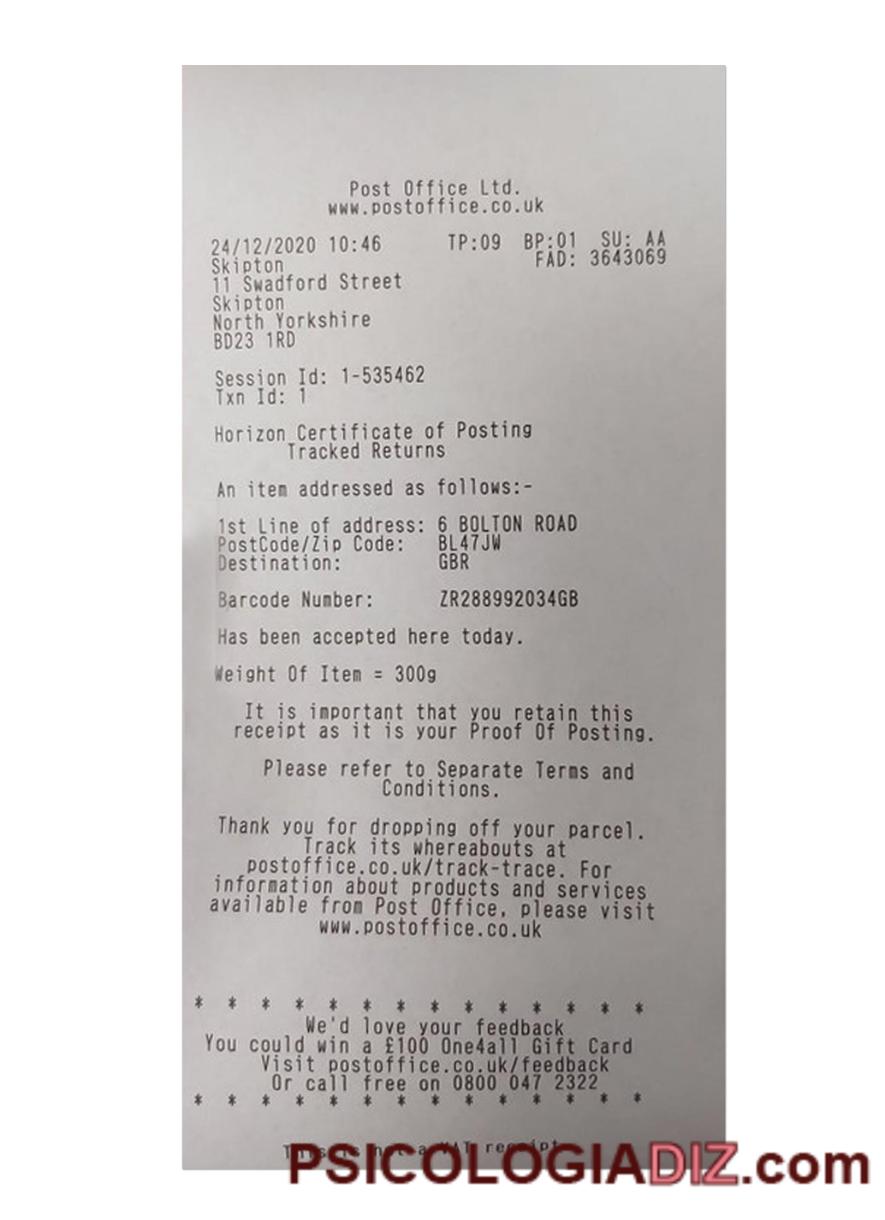 Post Office Ltd.
www.postoffice.co.uk
24/12/2020 10:46 TP:09 BP:01 SU: AA
Skipton FAD: 3643069
11 Swadford Street
Skipton
North Yorkshire
BD23 1RD
Session Id: 1-535462
Txn Id: 1
Horizon Certificate of Posting
Tracked Returns
An item addressed as follows:-
1st Line of address: 6 BOLTON ROAD
PostCode/Zip Code: BL47JW
Destination: GBR
Barcode Number: ZR288992034GB
Has been accepted here today.
Weight Of Item = 300g
It is important that you retain this
receipt as it is your Proof Of Posting.
Please refer to Separate Terms and
Conditions.
Thank you for dropping off your parcel.
Track its whereabouts at
postoffice.co.uk/track-trace. For
information about products and services
available from Post Office, please visit
www.postoffice.co.uk
* * * * * * * * * * * * * *
We'd love your feedback
You could win a £100 One4all Gift Card
Visit postoffice.co.uk/feedback
Or call free on 0800 047 2322
* * * * * * * * * * * * * *
This is not a VAT receipt
PSICOLOGIADIZ.com